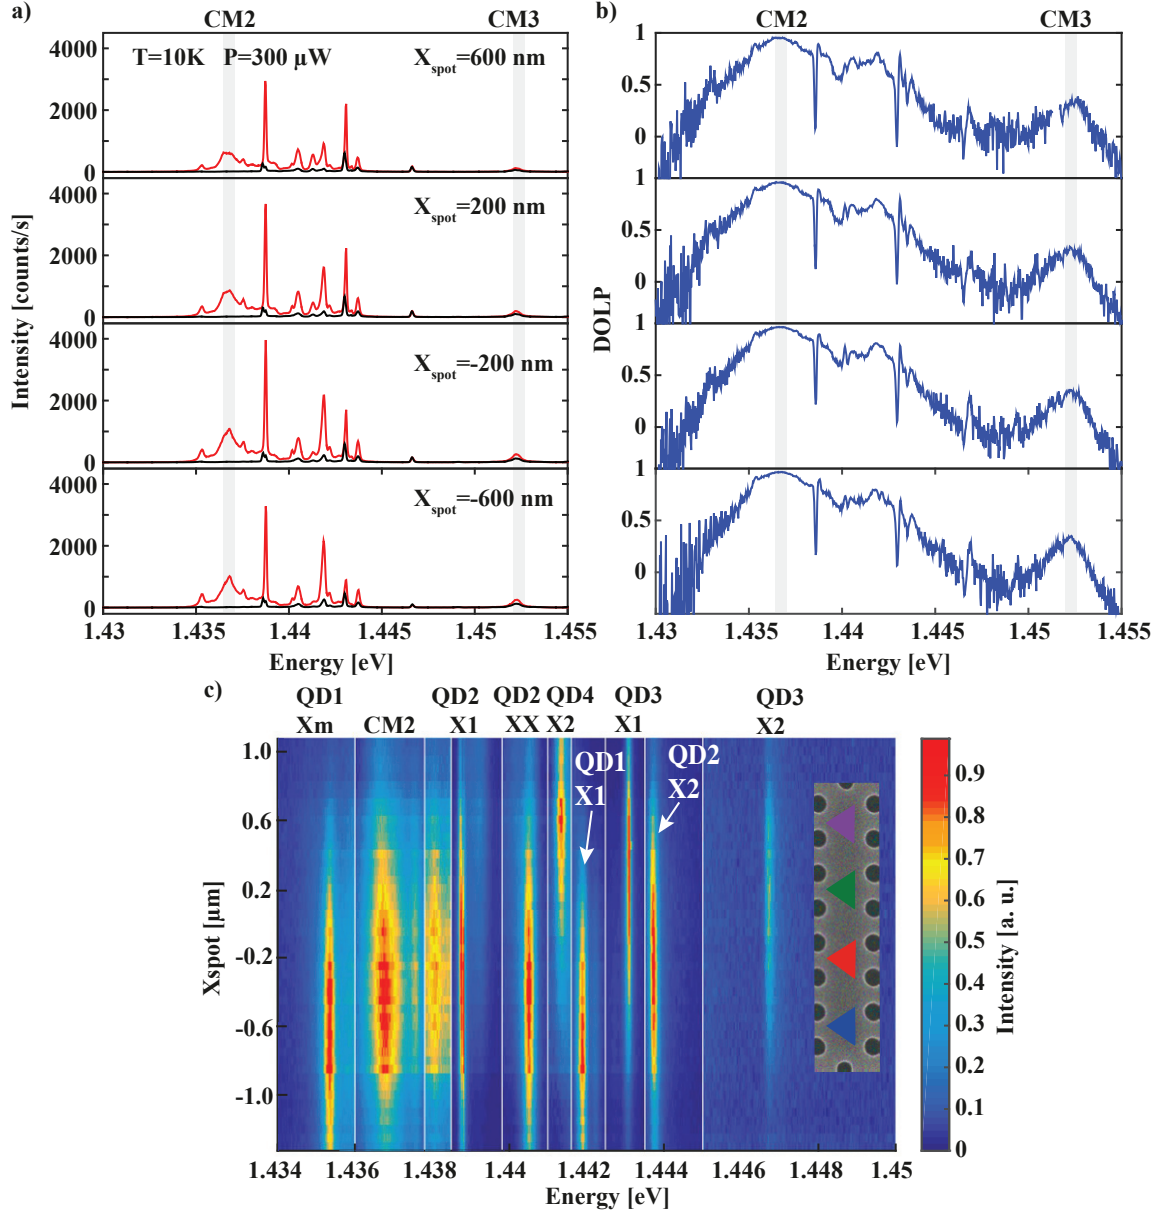 a)
CM2 CM3
T=10K P=300 μW
Xspot=600 nm
4000
2000
0
Xspot=200 nm
4000
2000
0
Xspot=-200 nm
4000
2000
0
Xspot=-600 nm
4000
2000
0
Intensity [counts/s]
1.43 1.435 1.44 1.445 1.45 1.455
Energy [eV]
b)
CM2 CM3
1
0.5
0
1
0.5
0
1
0.5
0
1
0.5
0
DOLP
1.43 1.435 1.44 1.445 1.45 1.455
Energy [eV]
c)
QD1 QD2 QD2 QD4 QD3 QD3
Xm CM2 X1 XX X2 X1 X2
QD1
X1
QD2
X2
1.0
0.6
0.2
-0.2
-0.6
-1.0
Xspot [μm]
1.434 1.436 1.438 1.44 1.442 1.444 1.446 1.448 1.45
Energy [eV]
0.9
0.8
0.7
0.6
0.5
0.4
0.3
0.2
0.1
0
Intensity [a. u.]